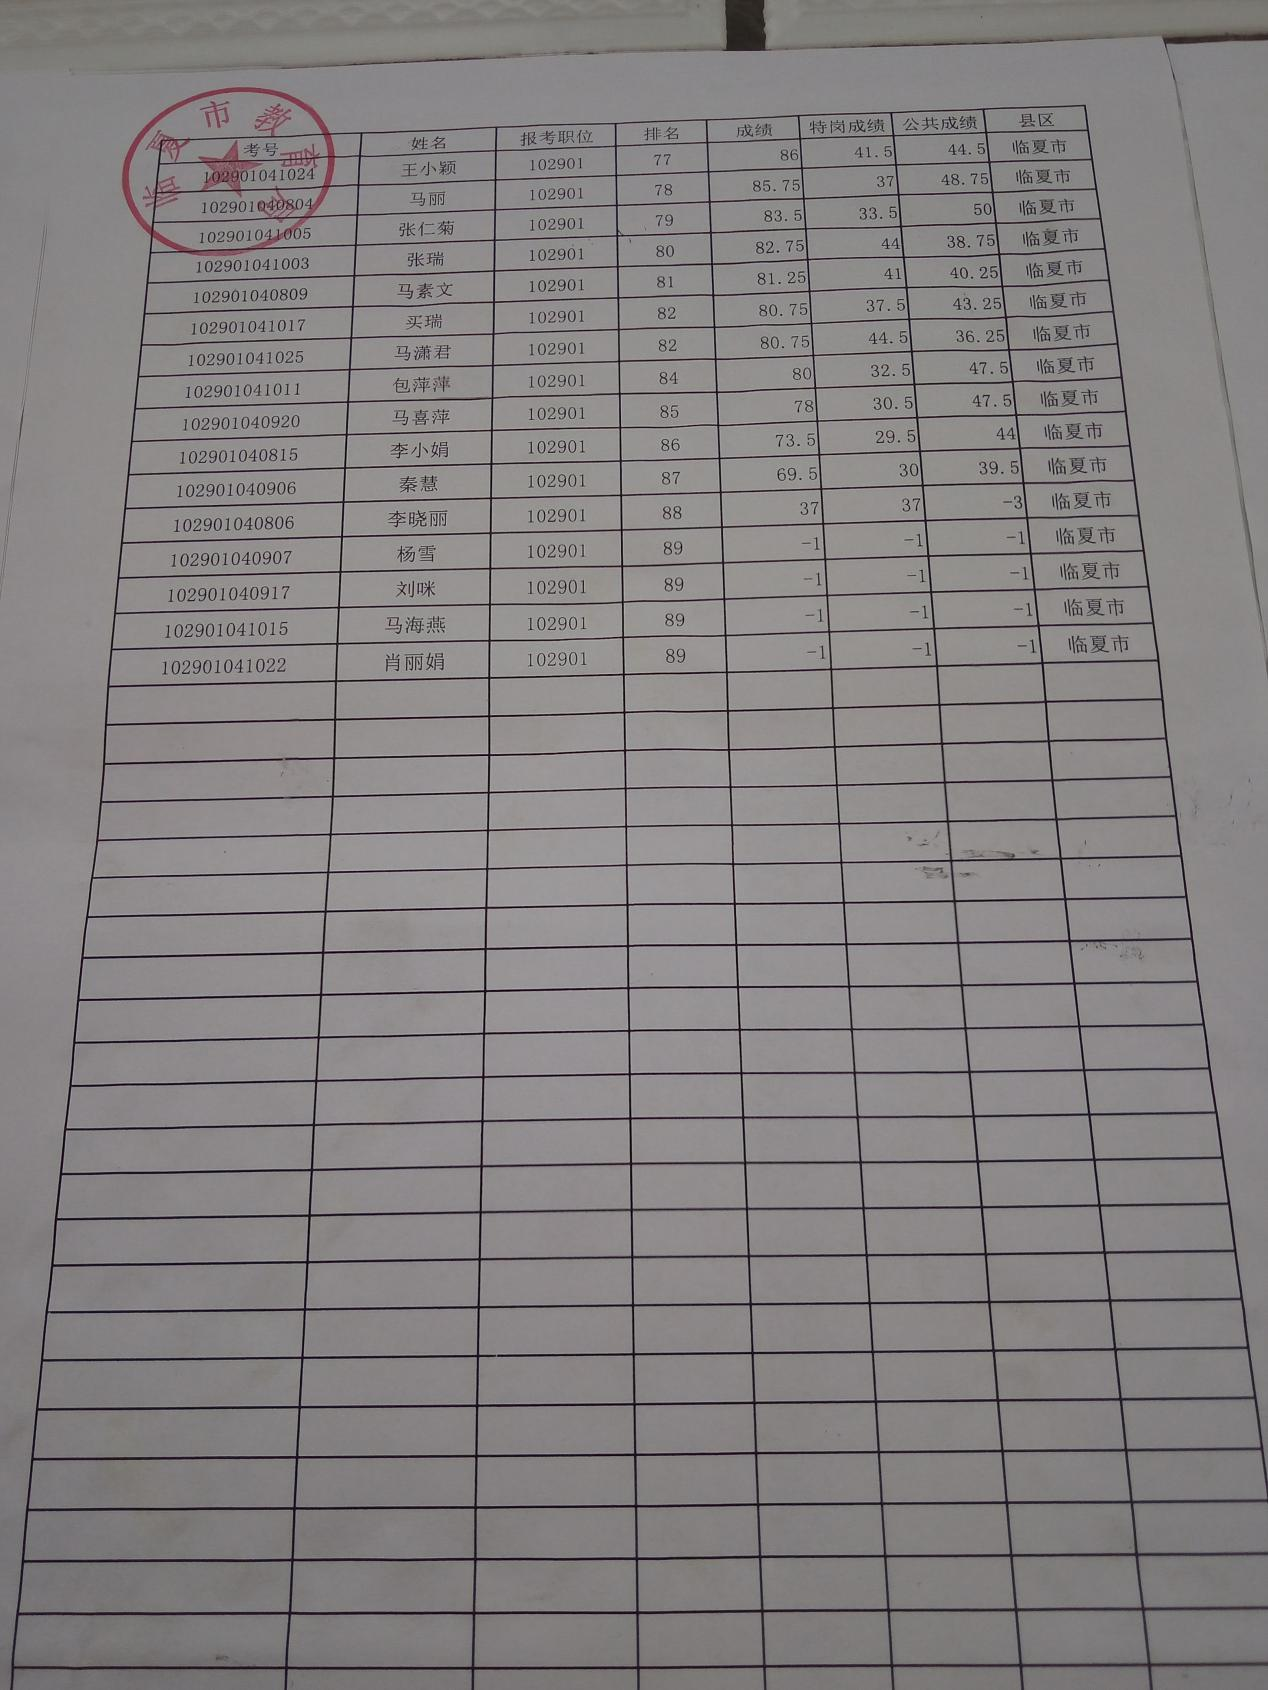 临夏市教育局
考号 姓名 报考职位 排名 成绩 特岗成绩 公共成绩 县区
102901041024 王小颖 102901 77 86 41.5 44.5 临夏市
102901040804 马丽 102901 78 85.75 37 48.75 临夏市
102901041005 张仁菊 102901 79 83.5 33.5 50 临夏市
102901041003 张瑞 102901 80 82.75 44 38.75 临夏市
102901040809 马素文 102901 81 81.25 41 40.25 临夏市
102901041017 买瑞 102901 82 80.75 37.5 43.25 临夏市
102901041025 马潇君 102901 82 80.75 44.5 36.25 临夏市
102901041011 包萍萍 102901 84 80 32.5 47.5 临夏市
102901040920 马喜萍 102901 85 78 30.5 47.5 临夏市
102901040815 李小娟 102901 86 73.5 29.5 44 临夏市
102901040906 秦慧 102901 87 69.5 30 39.5 临夏市
102901040806 李晓丽 102901 88 37 37 -3 临夏市
102901040907 杨雪 102901 89 -1 -1 -1 临夏市
102901040917 刘咪 102901 89 -1 -1 -1 临夏市
102901041015 马海燕 102901 89 -1 -1 -1 临夏市
102901041022 肖丽娟 102901 89 -1 -1 -1 临夏市